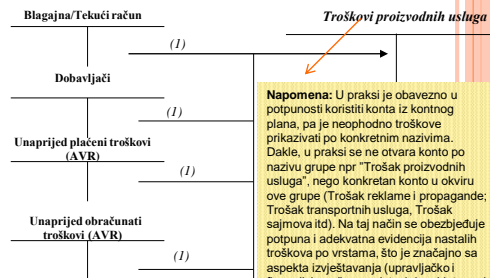 Blagajna/Tekući račun
Troškovi proizvodnih usluga
(1)
Dobavljači
(1)
Unaprijed plaćeni troškovi
(AVR)
(1)
Unaprijed obračunati
troškovi (AVR)
(1)
Napomena: U praksi je obavezno u
potpunosti koristiti konta iz kontnog
plana, pa je neophodno troškove
prikazivati po konkretnim nazivima.
Dakle, u praksi se ne otvara konto po
nazivu grupe npr "Trošak proizvodnih
usluga", nego konkretan konto u okviru
ove grupe (Trošak reklame i propagande;
Trošak transportnih usluga, Trošak
sajmova itd). Na taj način se obezbjeđuje
potpuna i adekvatna evidencija nastalih
troškova po vrstama, što je značajno sa
aspekta izvještavanja (upravljačko i